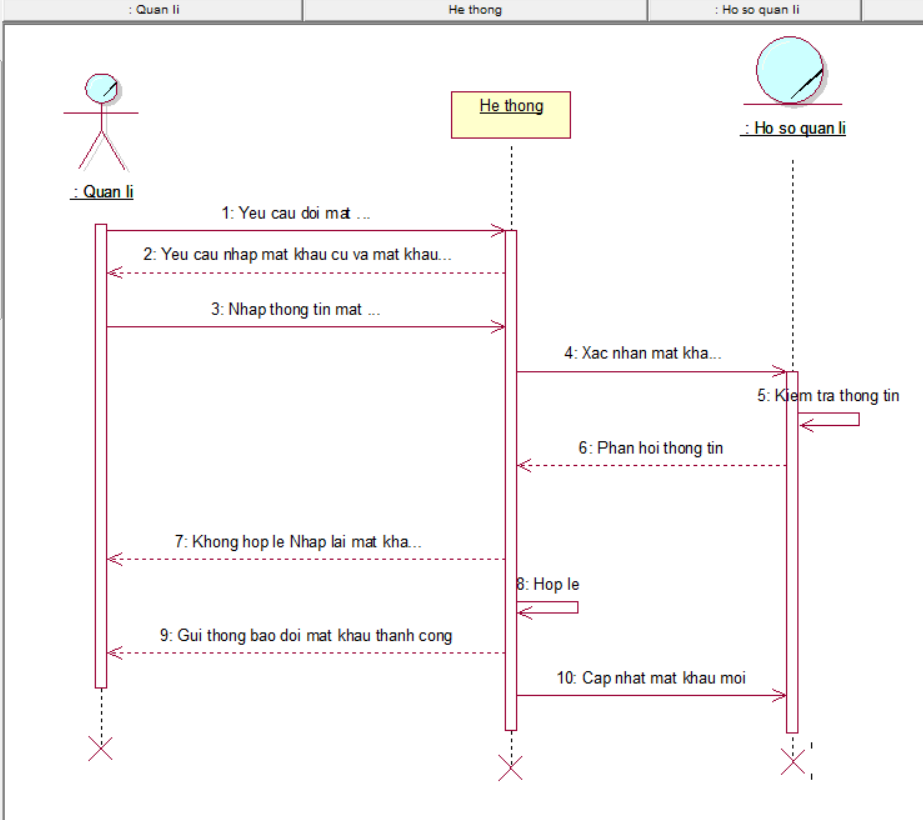 : Quan li
He thong
: Ho so quan li
He thong
: Ho so quan li
: Quan li
1: Yeu cau doi mat ...
2: Yeu cau nhap mat khau cu va mat khau...
3: Nhap thong tin mat ...
4: Xac nhan mat kha...
5: Kiem tra thong tin
6: Phan hoi thong tin
7: Khong hop le Nhap lai mat kha...
8: Hop le
9: Gui thong bao doi mat khau thanh cong
10: Cap nhat mat khau moi